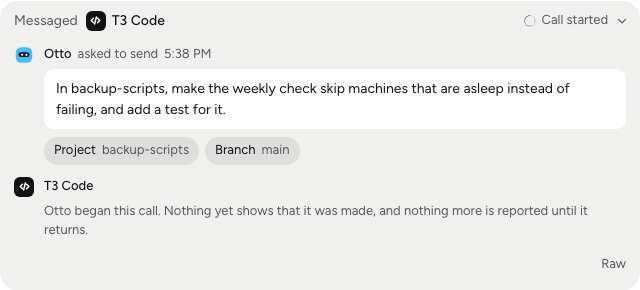 Messaged T3 Code Call started
Otto asked to send 5:38 PM
In backup-scripts, make the weekly check skip machines that are asleep instead of
failing, and add a test for it.
Project backup-scripts Branch main
T3 Code
Otto began this call. Nothing yet shows that it was made, and nothing more is reported until it
returns.
Raw